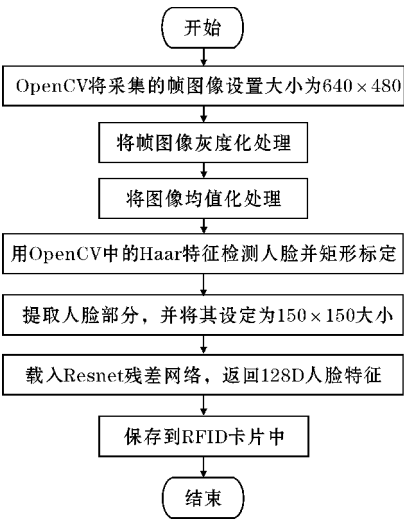 开始
OpenCV将采集的帧图像设置大小为640×480
将帧图像灰度化处理
将图像均值化处理
用OpenCV中的Haar特征检测人脸并矩形标定
提取人脸部分，并将其设定为150×150大小
载入Resnet残差网络，返回128D人脸特征
保存到RFID卡片中
结束